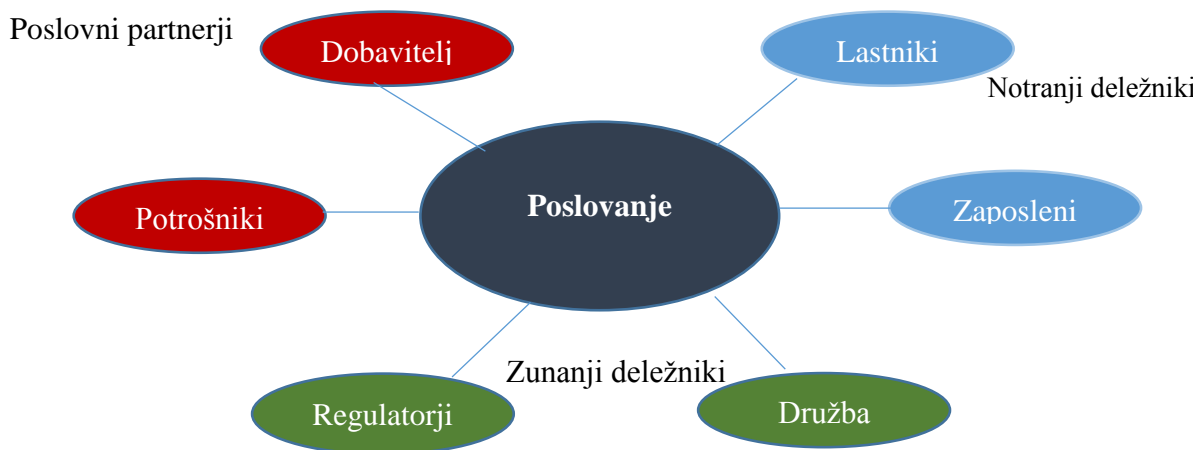 Poslovni partnerji
Dobavitelj
Lastniki
Notranji deležniki
Potrošniki
Poslovanje
Zaposleni
Zunanji deležniki
Regulatorji
Družba